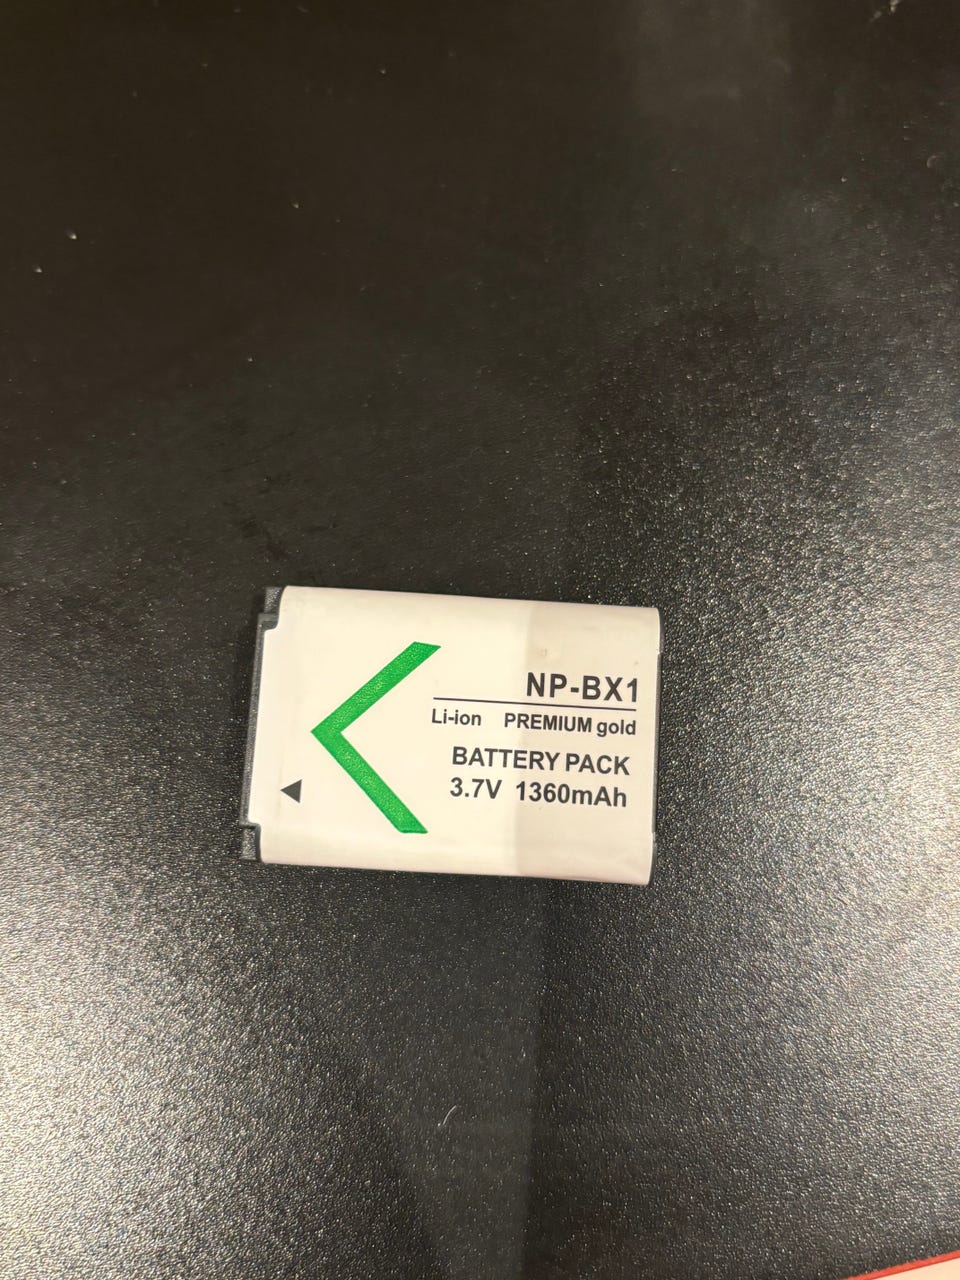 NP-BX1
Li-ion PREMIUM gold
BATTERY PACK
3.7V 1360mAh